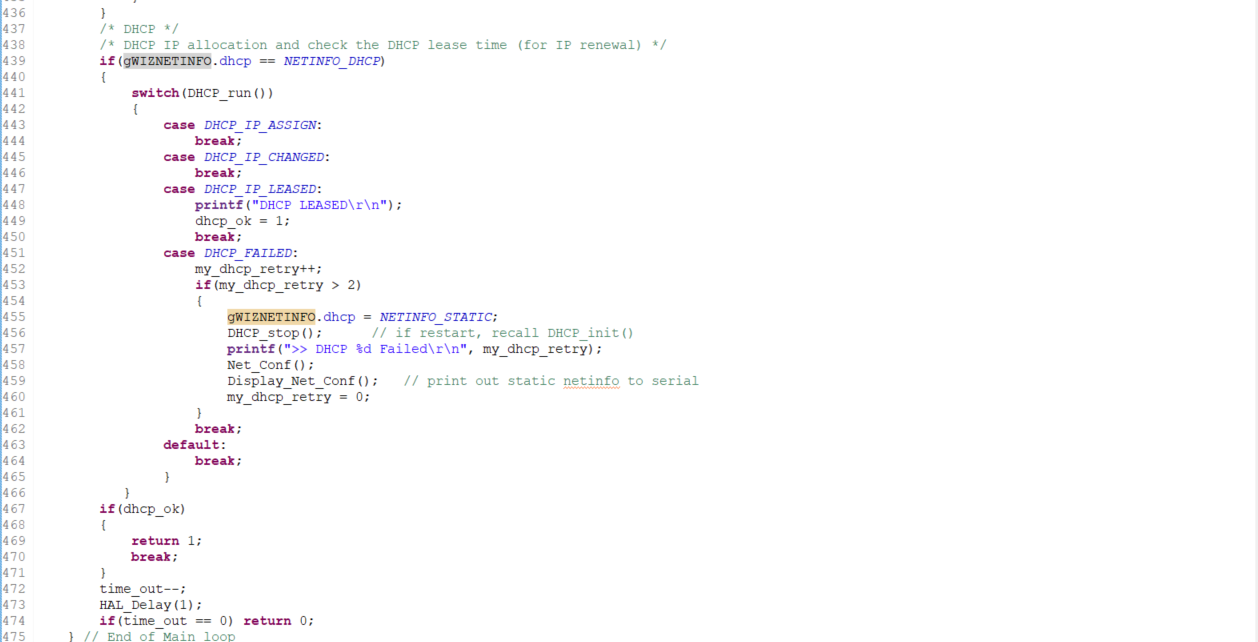 436         }
437         /* DHCP */
438         /* DHCP IP allocation and check the DHCP lease time (for IP renewal) */
439         if(gWIZNETINFO.dhcp == NETINFO_DHCP)
440         {
441             switch(DHCP_run())
442             {
443                 case DHCP_IP_ASSIGN:
444                     break;
445                 case DHCP_IP_CHANGED:
446                     break;
447                 case DHCP_IP_LEASED:
448                     printf("DHCP LEASED\r\n");
449                     dhcp_ok = 1;
450                     break;
451                 case DHCP_FAILED:
452                     my_dhcp_retry++;
453                     if(my_dhcp_retry > 2)
454                     {
455                         gWIZNETINFO.dhcp = NETINFO_STATIC;
456                         DHCP_stop();      // if restart, recall DHCP_init()
457                         printf(">> DHCP %d Failed\r\n", my_dhcp_retry);
458                         Net_Conf();
459                         Display_Net_Conf();   // print out static netinfo to serial
460                         my_dhcp_retry = 0;
461                     }
462                     break;
463                 default:
464                     break;
465                 }
466            }
467         if(dhcp_ok)
468         {
469             return 1;
470             break;
471         }
472         time_out--;
473         HAL_Delay(1);
474         if(time_out == 0) return 0;
475     } // End of Main loop